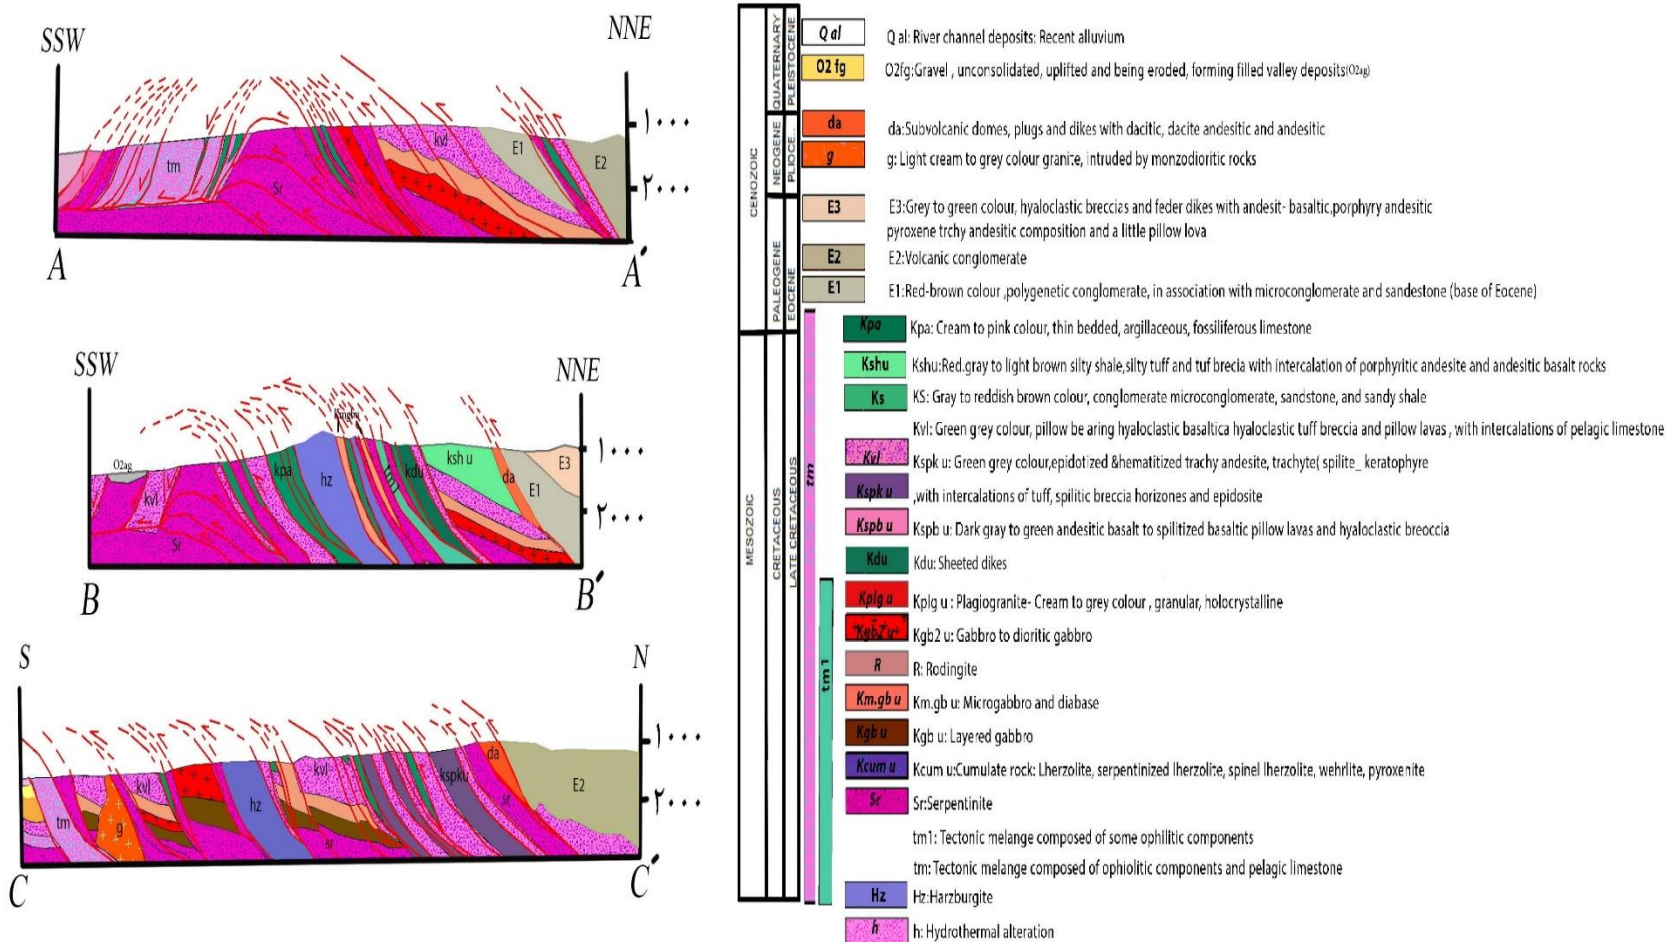 SSW
NNE
tm
Sr
kvl
E1
E2
١٠٠٠
٢٠٠٠
A
A′
SSW
NNE
O2ag
kvl
Sr
kpa
hz
tm1
kdu
ksh u
da
E1
E3
١٠٠٠
٢٠٠٠
B
B′
S
N
tm
g
kvl
hz
kvl
sr
kspku
sr
da
E2
١٠٠٠
٢٠٠٠
C
C′
CENOZOIC
MESOZOIC
QUATERNARY
NEOGENE
PALEOGENE
CRETACEOUS
PLEISTOCENE
PLIOCE..
EOCENE
LATE CRETACEOUS
tm
tm1
Q al
Q al: River channel deposits: Recent alluvium
O2 fg
O2fg:Gravel , unconsolidated, uplifted and being eroded, forming filled valley deposits(O2ag)
da
da:Subvolcanic domes, plugs and dikes with dacitic, dacite andesitic and andesitic
g
g: Light cream to grey colour granite, intruded by monzodioritic rocks
E3
E3:Grey to green colour, hyaloclastic breccias and feder dikes with andesit- basaltic,porphyry andesitic
pyroxene trchy andesitic composition and a little pillow lova
E2
E2:Volcanic conglomerate
E1
E1:Red-brown colour ,polygenetic conglomerate, in association with microconglomerate and sandestone (base of Eocene)
Kpa
Kpa: Cream to pink colour, thin bedded, argillaceous, fossiliferous limestone
Kshu
Kshu:Red.gray to light brown silty shale,silty tuff and tuf brecia with intercalation of porphyritic andesite and andesitic basalt rocks
Ks
KS: Gray to reddish brown colour, conglomerate microconglomerate, sandstone, and sandy shale
Kvl: Green grey colour, pillow be aring hyaloclastic basaltica hyaloclastic tuff breccia and pillow lavas , with intercalations of pelagic limestone
Kvl
Kspk u: Green grey colour,epidotized &hematitized trachy andesite, trachyte( spilite_ keratophyre
Kspk u
,with intercalations of tuff, spilitic breccia horizones and epidosite
Kspb u
Kspb u: Dark gray to green andesitic basalt to spilitized basaltic pillow lavas and hyaloclastic breoccia
Kdu
Kdu: Sheeted dikes
Kplg u
Kplg u : Plagiogranite- Cream to grey colour , granular, holocrystalline
Kgb2 u
Kgb2 u: Gabbro to dioritic gabbro
R
R: Rodingite
Km.gb u
Km.gb u: Microgabbro and diabase
Kgb u
Kgb u: Layered gabbro
Kcum u
Kcum u:Cumulate rock: Lherzolite, serpentinized lherzolite, spinel lherzolite, wehrlite, pyroxenite
Sr
Sr:Serpentinite
tm1: Tectonic melange composed of some ophilitic components
tm: Tectonic melange composed of ophiolitic components and pelagic limestone
Hz
Hz:Harzburgite
h
h: Hydrothermal alteration